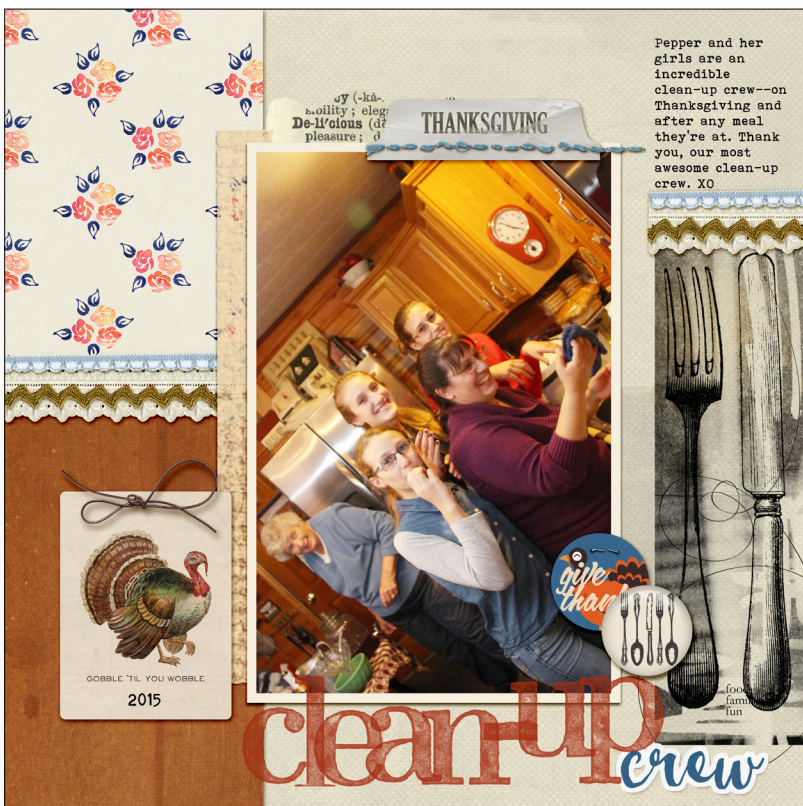 Pepper and her
girls are an
incredible
clean-up crew--on
Thanksgiving and
after any meal
they're at. Thank
you, our most
awesome clean-up
crew. XO
De-li′cious
pleasure;
THANKSGIVING
give
GOBBLE 'TIL YOU WOBBLE
2015
fun
clean-up
crew